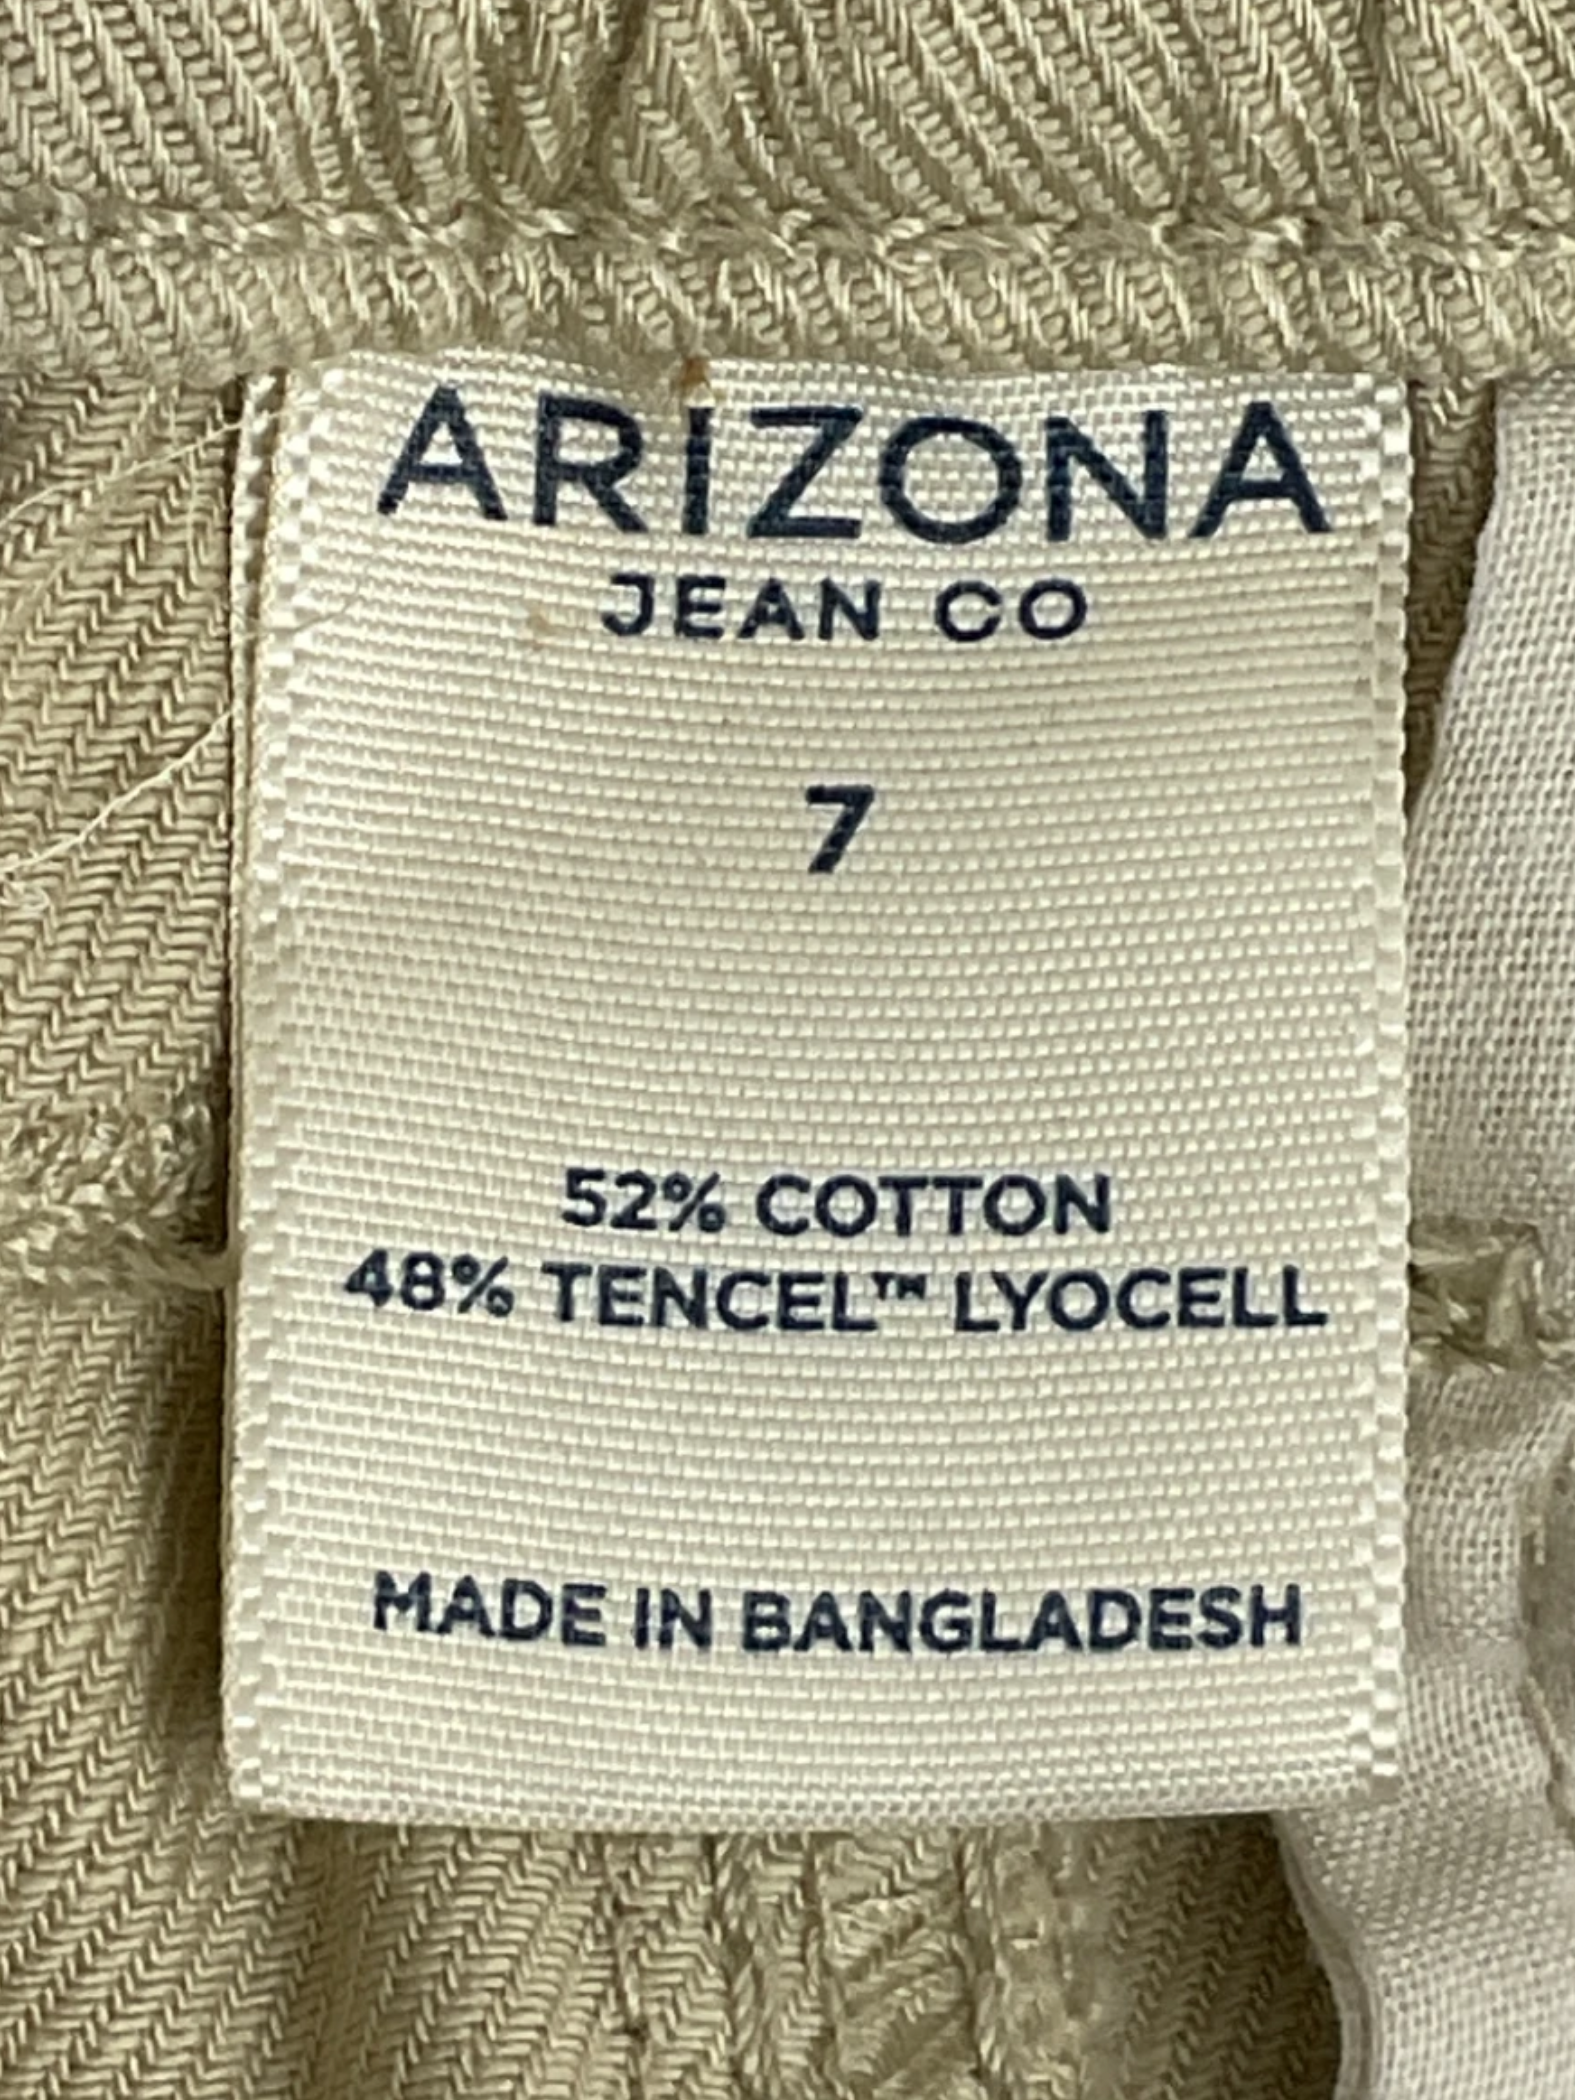 ARIZONA
JEAN CO
7
52% COTTON
48% TENCEL™ LYOCELL
MADE IN BANGLADESH